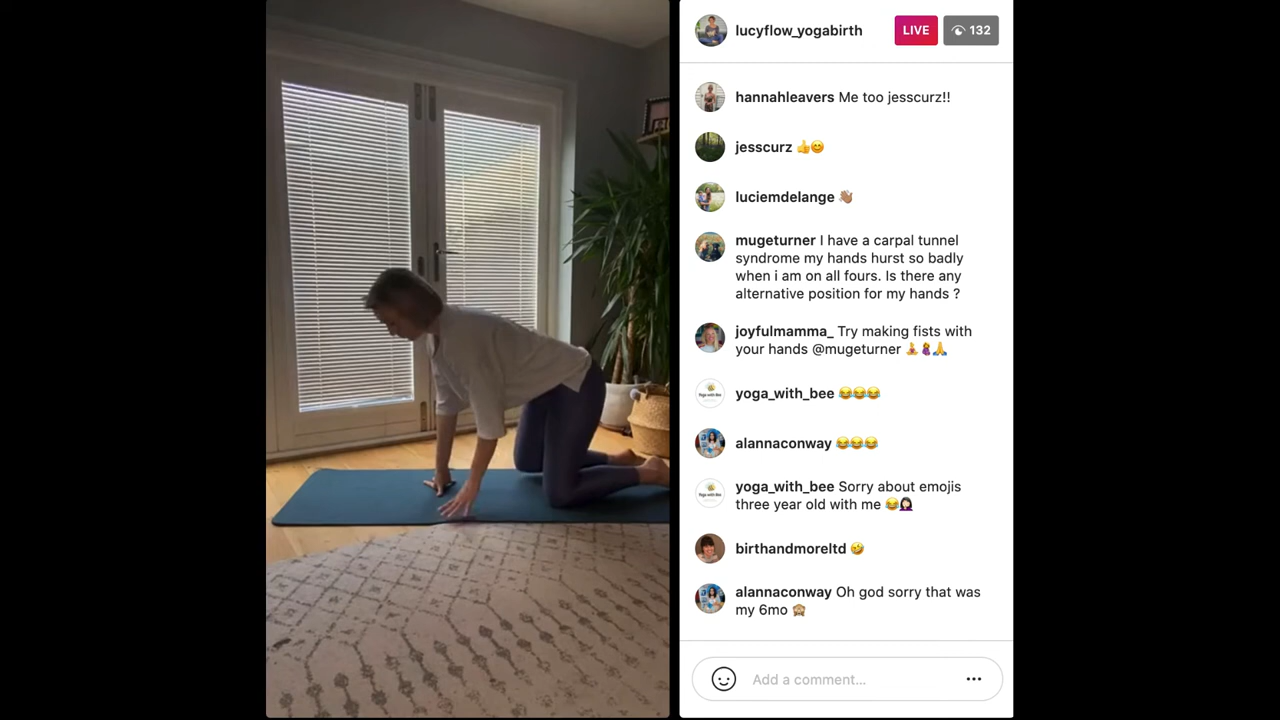 lucyflow_yogabirth LIVE 132
hannahleavers Me too jesscurz!!
jesscurz 👍😊
luciemdelange 👋🏽
mugeturner I have a carpal tunnel
syndrome my hands hurst so badly
when i am on all fours. Is there any
alternative position for my hands ?
joyfulmamma_ Try making fists with
your hands @mugeturner 🧘🏼‍♀️🤱🙏
yoga_with_bee 😂😂😂
alannaconway 😂😂😂
yoga_with_bee Sorry about emojis
three year old with me 😂🤦🏻‍♀️
birthandmoreltd 🤣
alannaconway Oh god sorry that was
my 6mo 🙈
Add a comment...